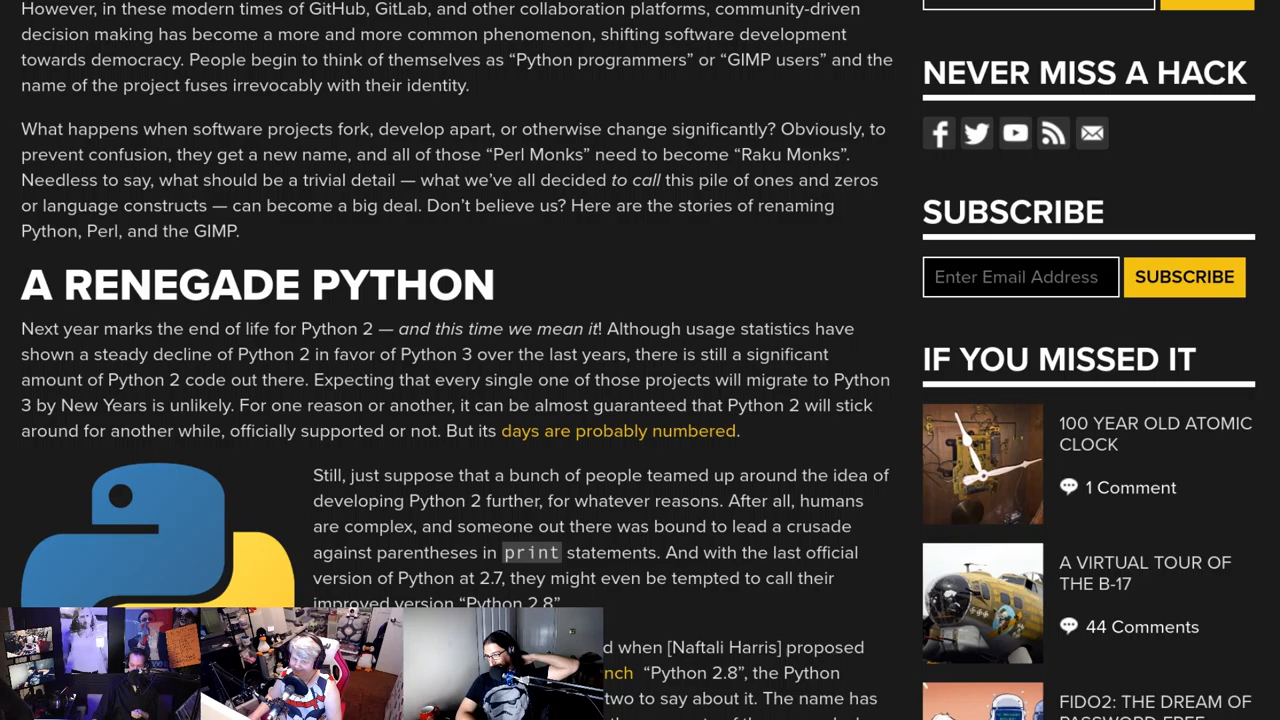 However, in these modern times of GitHub, GitLab, and other collaboration platforms, community-driven
decision making has become a more and more common phenomenon, shifting software development
towards democracy. People begin to think of themselves as “Python programmers” or “GIMP users” and the
name of the project fuses irrevocably with their identity.
What happens when software projects fork, develop apart, or otherwise change significantly? Obviously, to
prevent confusion, they get a new name, and all of those “Perl Monks” need to become “Raku Monks”.
Needless to say, what should be a trivial detail — what we’ve all decided to call this pile of ones and zeros
or language constructs — can become a big deal. Don’t believe us? Here are the stories of renaming
Python, Perl, and the GIMP.
A RENEGADE PYTHON
Next year marks the end of life for Python 2 — and this time we mean it! Although usage statistics have
shown a steady decline of Python 2 in favor of Python 3 over the last years, there is still a significant
amount of Python 2 code out there. Expecting that every single one of those projects will migrate to Python
3 by New Years is unlikely. For one reason or another, it can be almost guaranteed that Python 2 will stick
around for another while, officially supported or not. But its days are probably numbered.
Still, just suppose that a bunch of people teamed up around the idea of
developing Python 2 further, for whatever reasons. After all, humans
are complex, and someone out there was bound to lead a crusade
against parentheses in print statements. And with the last official
version of Python at 2.7, they might even be tempted to call their
improved version “Python 2.8”
when [Naftali Harris] proposed
“Python 2.8”, the Python
two to say about it. The name has
NEVER MISS A HACK
SUBSCRIBE
Enter Email Address
SUBSCRIBE
IF YOU MISSED IT
100 YEAR OLD ATOMIC
CLOCK
1 Comment
A VIRTUAL TOUR OF
THE B-17
44 Comments
FIDO2: THE DREAM OF